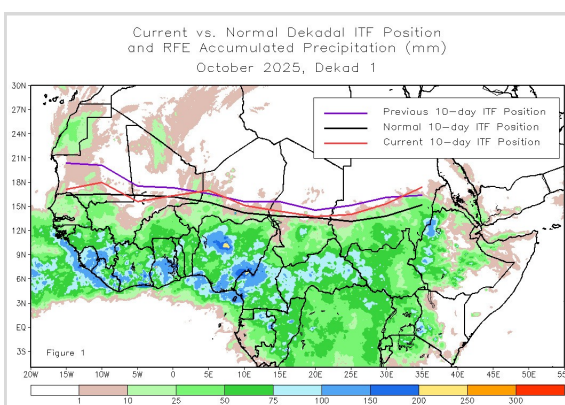 Current vs. Normal Dekadal ITF Position
and RFE Accumulated Precipitation (mm)
October 2025, Dekad 1
Previous 10-day ITF Position
Normal 10-day ITF Position
Current 10-day ITF Position
30N
27N
24N
21N
18N
15N
12N
9N
6N
3N
EQ
3S
Figure 1
20W 15W 10W 5W 0 5E 10E 15E 20E 25E 30E 35E 40E 45E 50E 55E
1 10 25 50 75 100 150 200 250 300